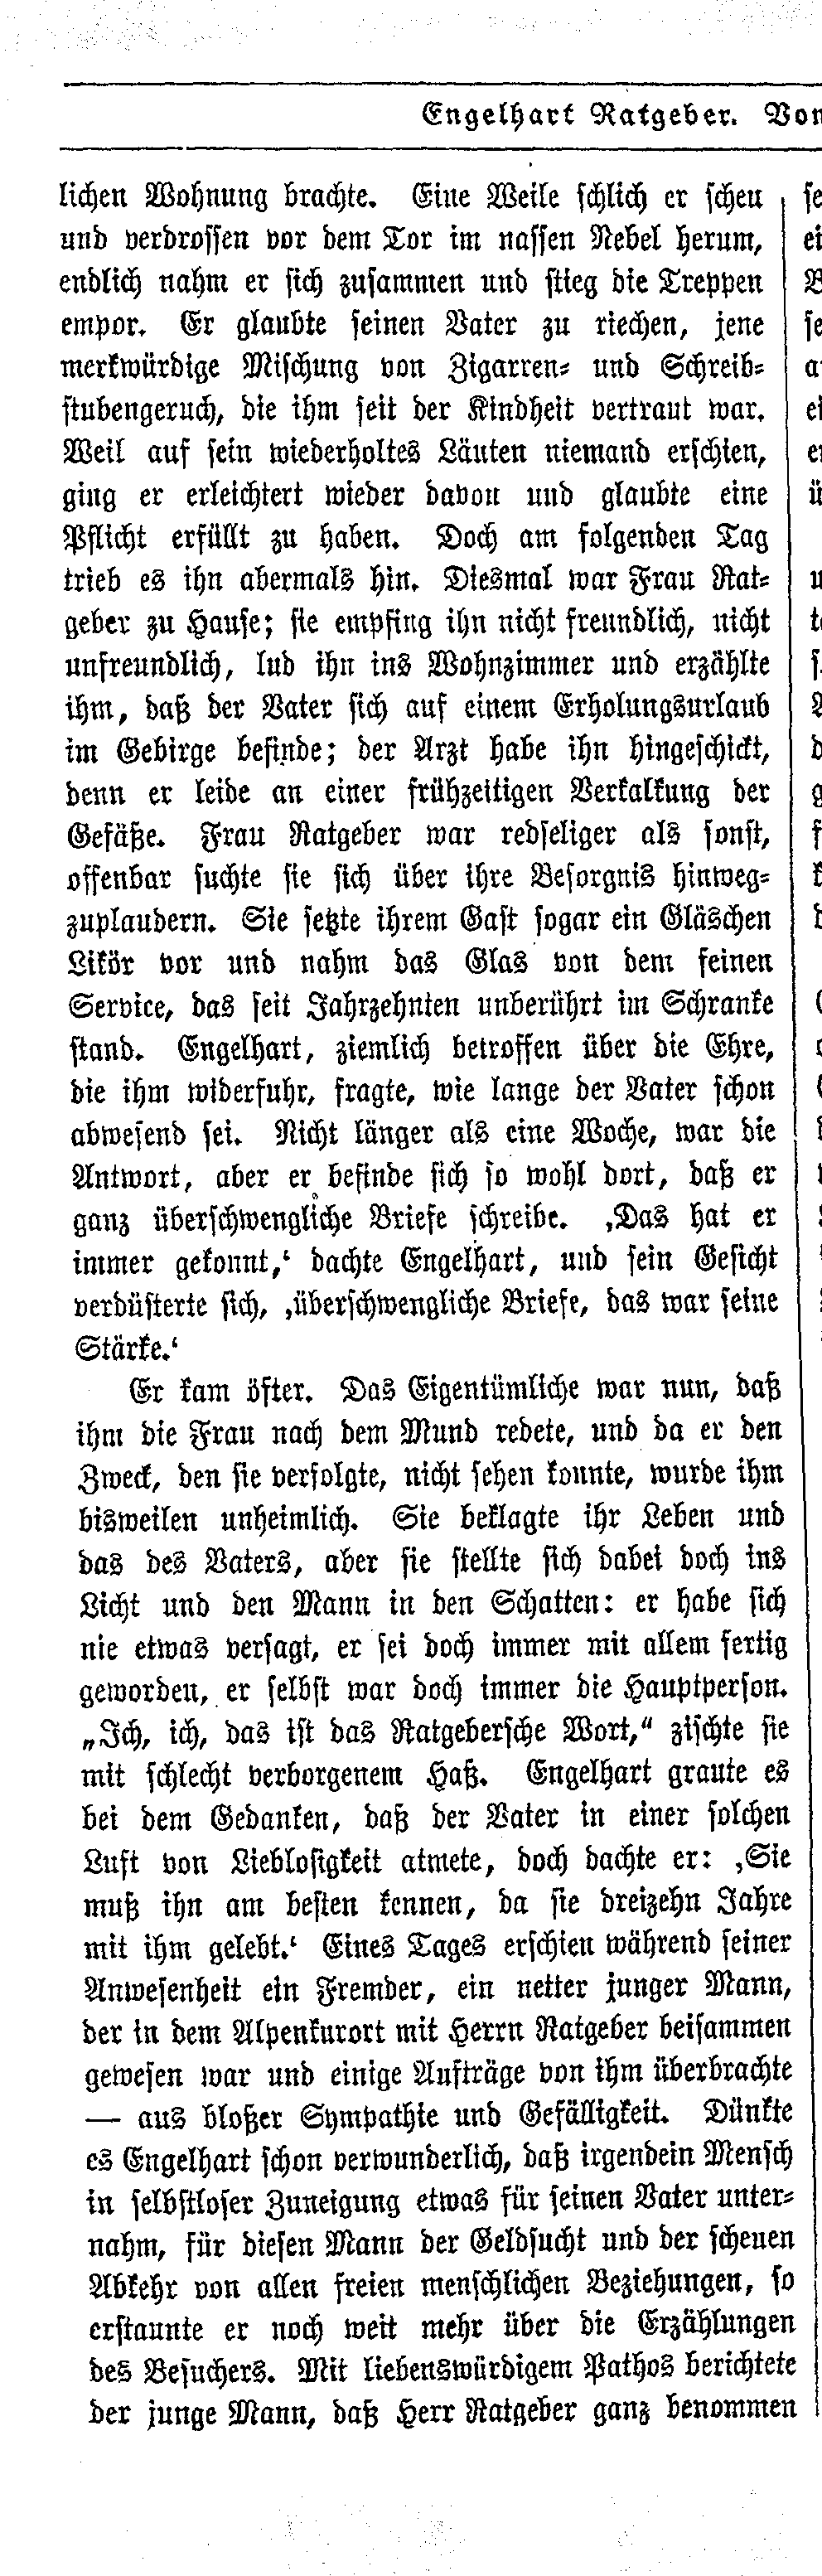 Engelhart Ratgeber. Von
lichen Wohnung brachte. Eine Weile schlich er scheu
und verdrossen vor dem Tor im nassen Nebel herum,
endlich nahm er sich zusammen und stieg die Treppen
empor. Er glaubte seinen Vater zu riechen, jene
merkwürdige Mischung von Zigarren- und Schreib-
stubengeruch, die ihm seit der Kindheit vertraut war.
Weil auf sein wiederholtes Läuten niemand erschien,
ging er erleichtert wieder davon und glaubte eine
Pflicht erfüllt zu haben. Doch am folgenden Tag
trieb es ihn abermals hin. Diesmal war Frau Rat-
geber zu Hause; sie empfing ihn nicht freundlich, nicht
unfreundlich, lud ihn ins Wohnzimmer und erzählte
ihm, daß der Vater sich auf einem Erholungsurlaub
im Gebirge befinde; der Arzt habe ihn hingeschickt,
denn er leide an einer frühzeitigen Verkalkung der
Gefäße. Frau Ratgeber war redseliger als sonst,
offenbar suchte sie sich über ihre Besorgnis hinweg-
zuplaudern. Sie setzte ihrem Gast sogar ein Gläschen
Likör vor und nahm das Glas von dem feinen
Service, das seit Jahrzehnten unberührt im Schranke
stand. Engelhart, ziemlich betroffen über die Ehre,
die ihm widerfuhr, fragte, wie lange der Vater schon
abwesend sei. Nicht länger als eine Woche, war die
Antwort, aber er befinde sich so wohl dort, daß er
ganz überschwengliche Briefe schreibe. ‚Das hat er
immer gekonnt,‘ dachte Engelhart, und sein Gesicht
verdüsterte sich, ‚überschwengliche Briefe, das war seine
Stärke.‘
Er kam öfter. Das Eigentümliche war nun, daß
ihm die Frau nach dem Mund redete, und da er den
Zweck, den sie verfolgte, nicht sehen konnte, wurde ihm
bisweilen unheimlich. Sie beklagte ihr Leben und
das des Vaters, aber sie stellte sich dabei doch ins
Licht und den Mann in den Schatten: er habe sich
nie etwas versagt, er sei doch immer mit allem fertig
geworden, er selbst war doch immer die Hauptperson.
„Ich, ich, das ist das Ratgebersche Wort,“ zischte sie
mit schlecht verborgenem Haß. Engelhart graute es
bei dem Gedanken, daß der Vater in einer solchen
Luft von Lieblosigkeit atmete, doch dachte er: ‚Sie
muß ihn am besten kennen, da sie dreizehn Jahre
mit ihm gelebt.‘ Eines Tages erschien während seiner
Anwesenheit ein Fremder, ein netter junger Mann,
der in dem Alpenkurort mit Herrn Ratgeber beisammen
gewesen war und einige Aufträge von ihm überbrachte
— aus bloßer Sympathie und Gefälligkeit. Dünkte
es Engelhart schon verwunderlich, daß irgendein Mensch
in selbstloser Zuneigung etwas für seinen Vater unter-
nahm, für diesen Mann der Geldsucht und der scheuen
Abkehr von allen freien menschlichen Beziehungen, so
erstaunte er noch weit mehr über die Erzählungen
des Besuchers. Mit liebenswürdigem Pathos berichtete
der junge Mann, daß Herr Ratgeber ganz benommen